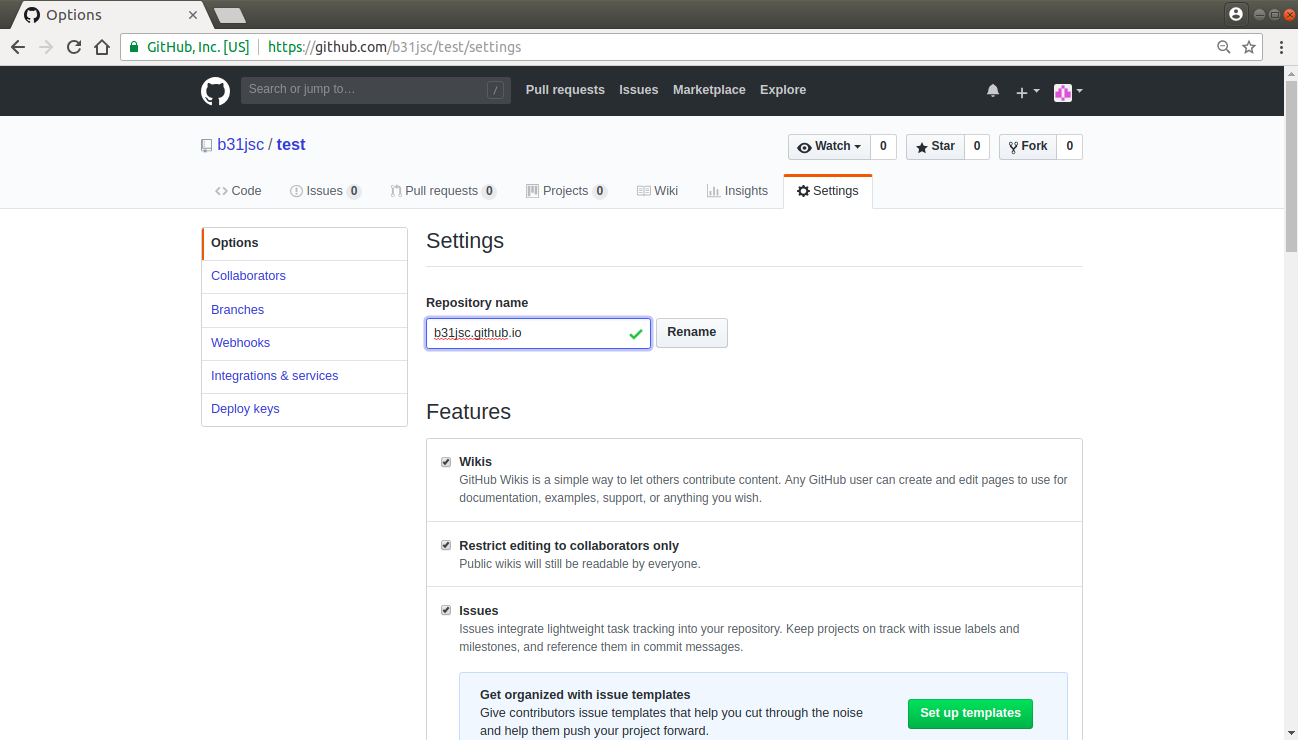 Options
GitHub, Inc. [US] https://github.com/b31jsc/test/settings
Search or jump to… / Pull requests Issues Marketplace Explore
b31jsc / test
Watch 0 Star 0 Fork 0
Code Issues 0 Pull requests 0 Projects 0 Wiki Insights Settings
Options
Collaborators
Branches
Webhooks
Integrations & services
Deploy keys
Settings
Repository name
b31jsc.github.io Rename
Features
Wikis
GitHub Wikis is a simple way to let others contribute content. Any GitHub user can create and edit pages to use for
documentation, examples, support, or anything you wish.
Restrict editing to collaborators only
Public wikis will still be readable by everyone.
Issues
Issues integrate lightweight task tracking into your repository. Keep projects on track with issue labels and
milestones, and reference them in commit messages.
Get organized with issue templates
Give contributors issue templates that help you cut through the noise
and help them push your project forward.
Set up templates